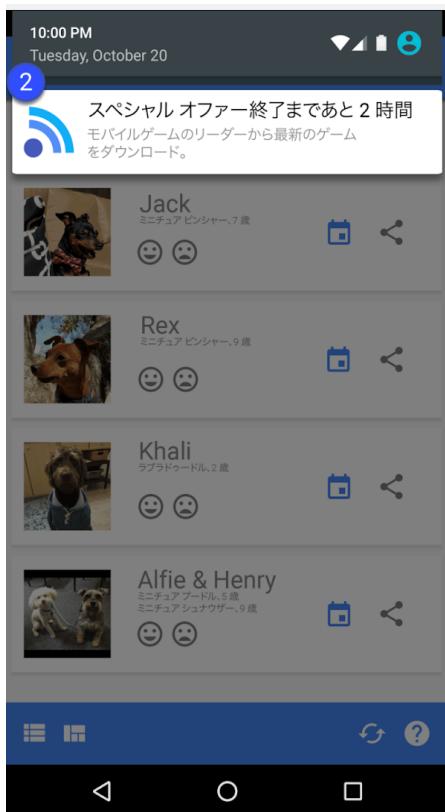 10:00 PM
Tuesday, October 20
2
スペシャル オファー終了まであと 2 時間
モバイルゲームのリーダーから最新のゲーム
をダウンロード。
Jack
ミニチュア ピンシャー、7 歳
Rex
ミニチュア ピンシャー、9 歳
Khali
ラブラドゥードル、2 歳
Alfie & Henry
ミニチュア プードル、5 歳
ミニチュア シュナウザー、9 歳